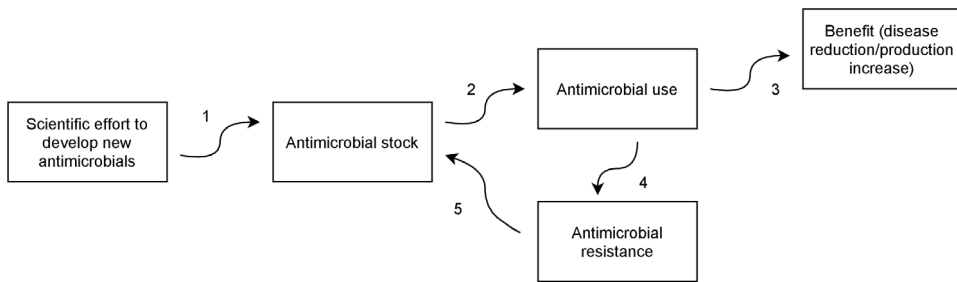 Scientific effort to
develop new
antimicrobials
1
Antimicrobial stock
2
Antimicrobial use
3
Benefit (disease
reduction/production
increase)
4
Antimicrobial
resistance
5